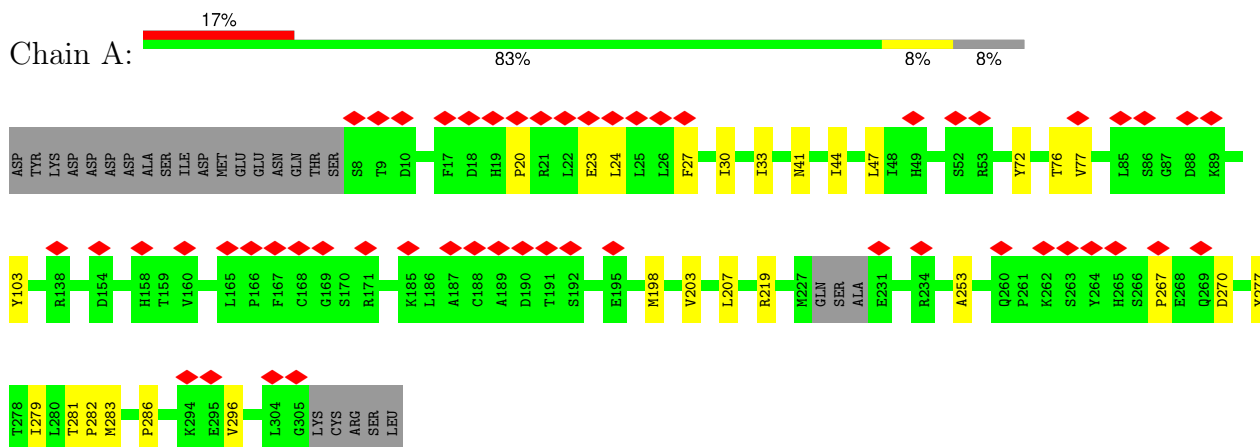 17%
Chain A:
83% 8% 8%
ASP TYR LYS ASP ASP ASP ASP ALA SER ILE ASP MET GLU GLU ASN GLN THR SER S8 T9 D10 F17 D18 H19 P20 R21 L22 E23 L24 L25 L26 F27 I30 I33 N41 I44 L47 I48 H49 S52 R53 Y72 T76 V77 L85 S86 G87 D88 K89
Y103 R138 D154 H158 T159 V160 L165 P166 F167 C168 G169 S170 R171 K185 L186 A187 C188 A189 D190 T191 S192 E195 M198 V203 L207 R219 M227 GLN SER ALA E231 R234 A253 Q260 P261 K262 S263 Y264 H265 S266 P267 E268 Q269 D270
T278 I279 L280 T281 P282 M283 P286 K294 E295 V296 L304 G305 LYS CYS ARG SER LEU